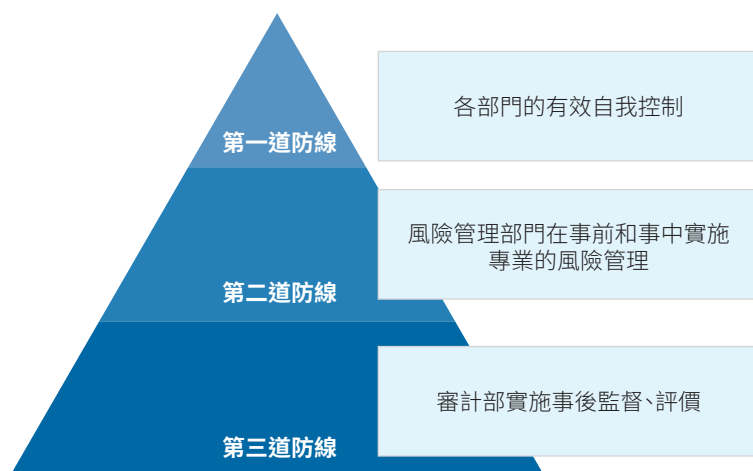 第一道防線
各部門的有效自我控制
第二道防線
風險管理部門在事前和事中實施
專業的風險管理
第三道防線
審計部實施事後監督、評價